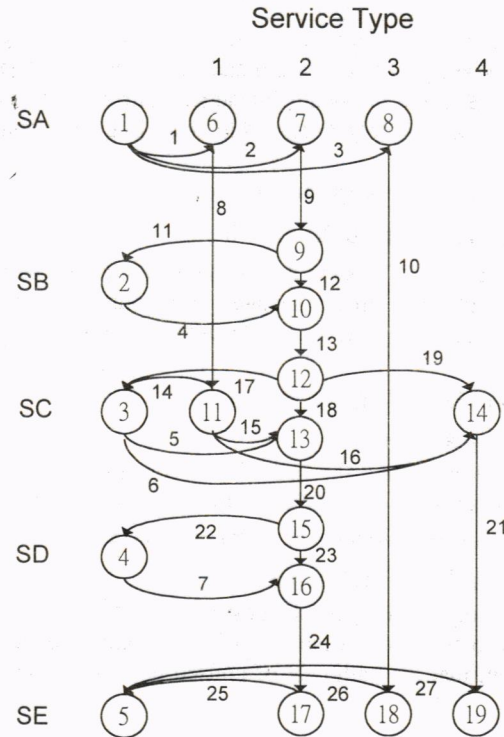 Service Type
1 2 3 4
SA 1 6 7 8
1 2 3
8 9
11 9 10
SB 2 12
4 10
13
12 19
14 17
SC 3 11 18 14
15 13
5 16
6 20
22 15 21
SD 4 23
7 16
24
25 26 27
SE 5 17 18 19